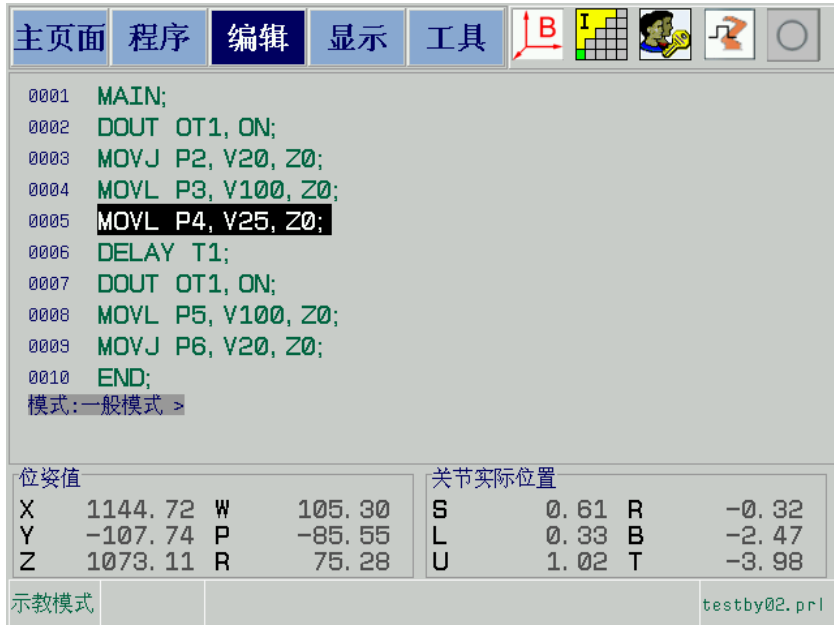 主页面 程序 编辑 显示 工具 B I
0001 MAIN;
0002 DOUT OT1, ON;
0003 MOVJ P2, V20, Z0;
0004 MOVL P3, V100, Z0;
0005 MOVL P4, V25, Z0;
0006 DELAY T1;
0007 DOUT OT1, ON;
0008 MOVL P5, V100, Z0;
0009 MOVJ P6, V20, Z0;
0010 END;
模式:一般模式 >
位姿值 关节实际位置
X 1144.72 W 105.30 S 0.61 R -0.32
Y -107.74 P -85.55 L 0.33 B -2.47
Z 1073.11 R 75.28 U 1.02 T -3.98
示教模式 testby02.prl